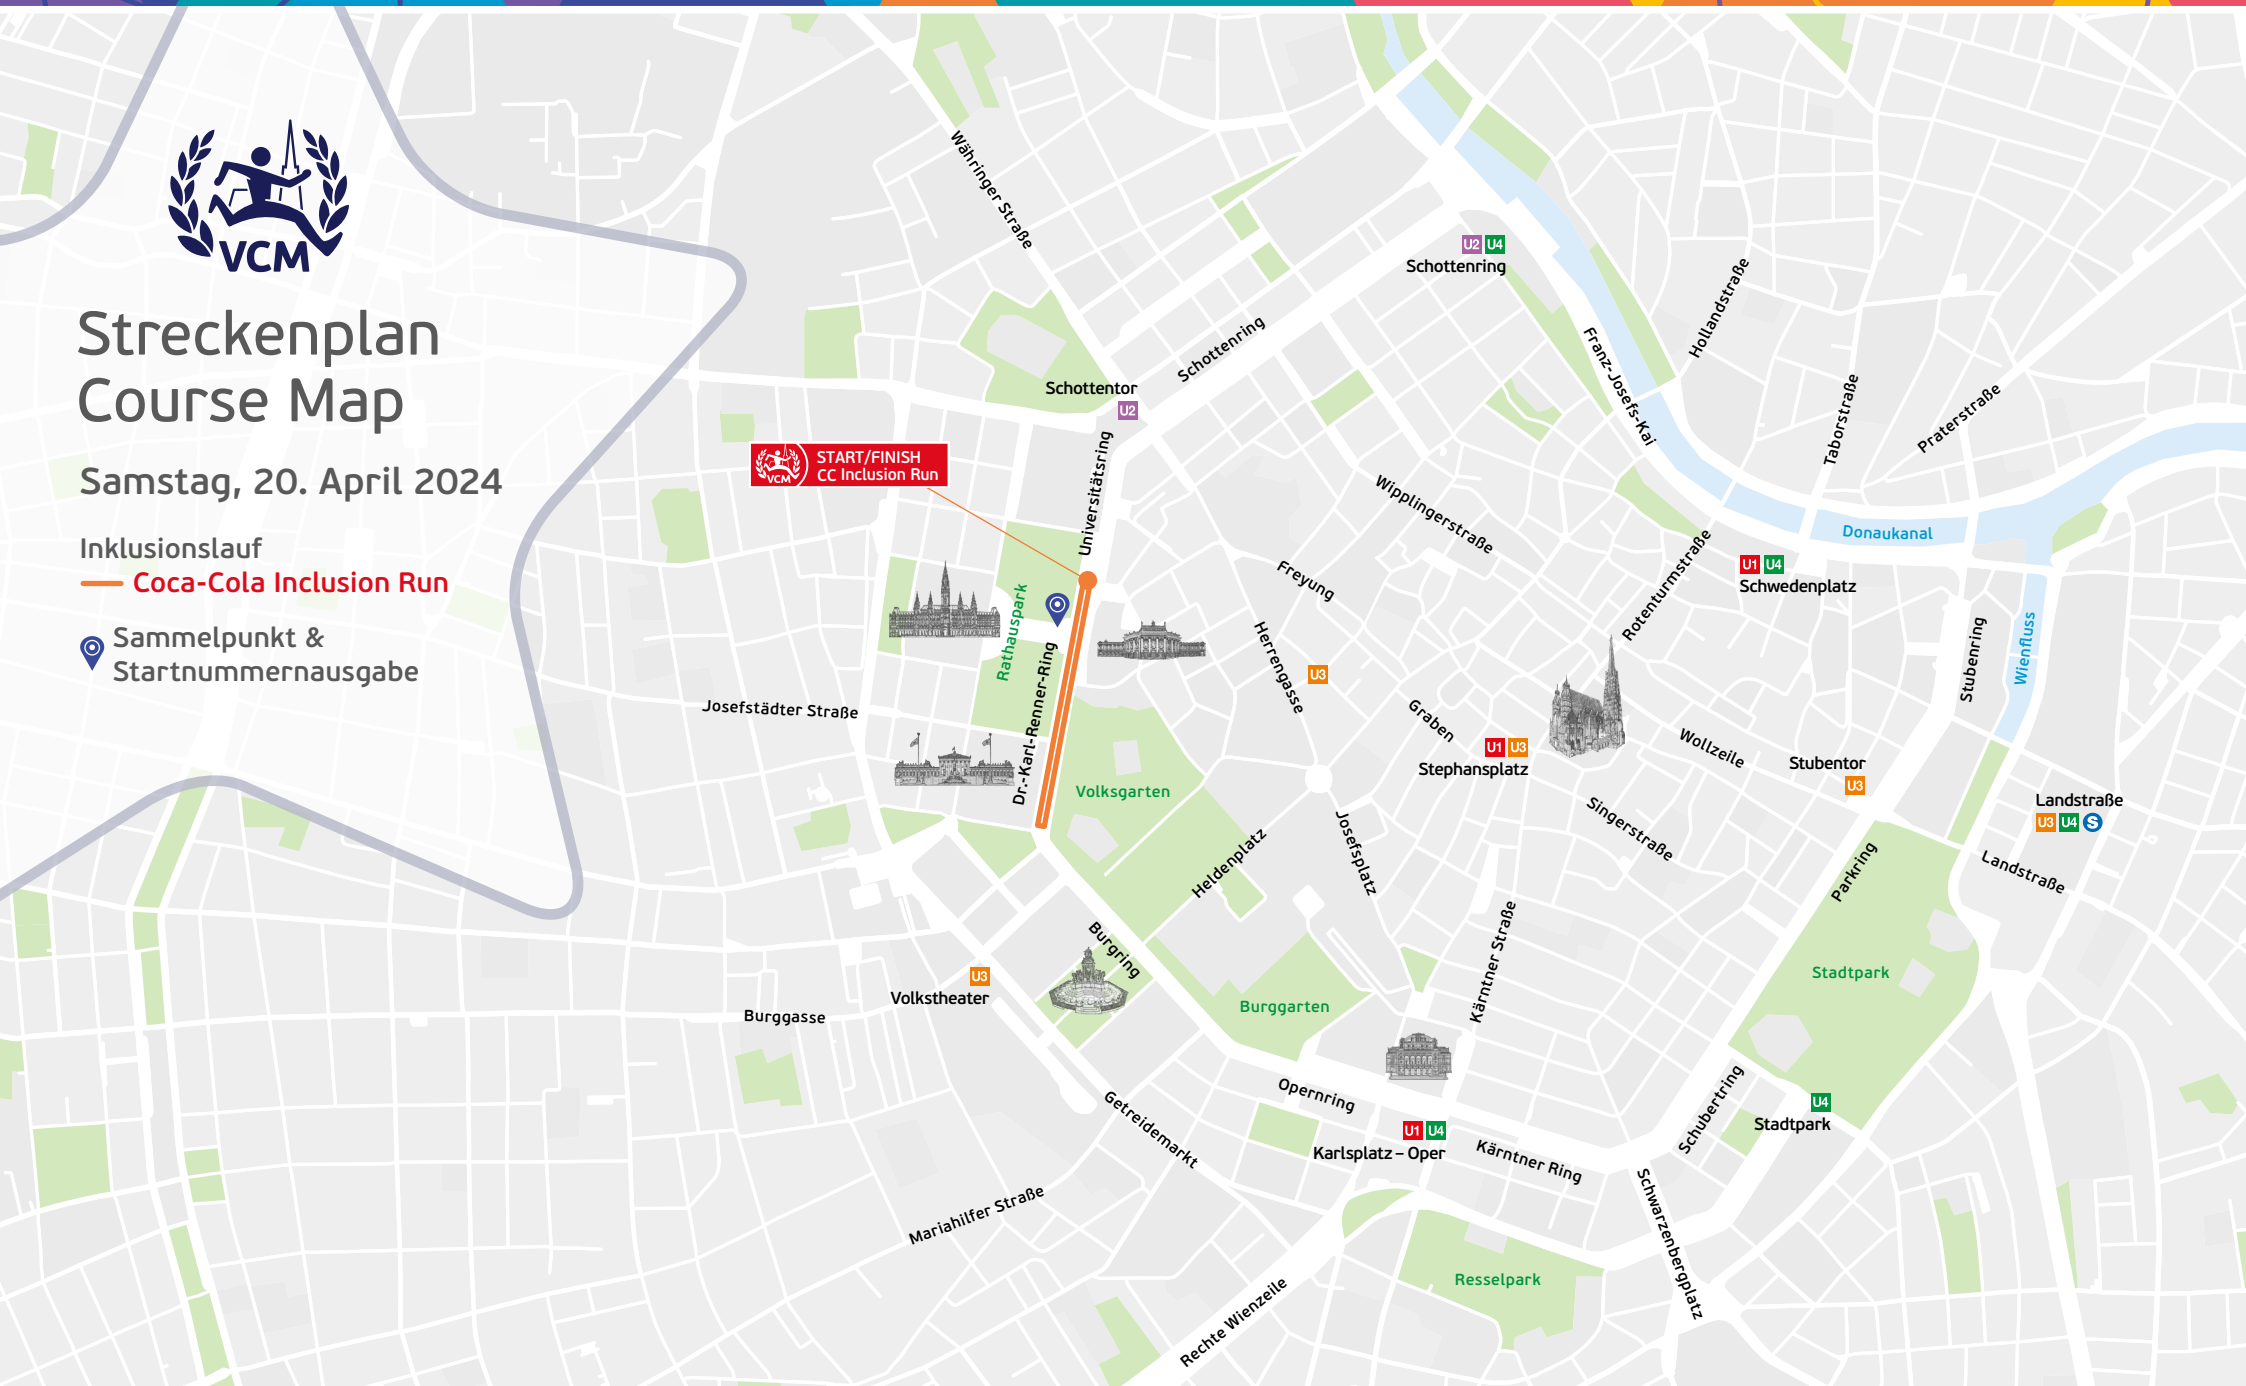 VCM
Streckenplan
Course Map
Samstag, 20. April 2024
Inklusionslauf
Coca-Cola Inclusion Run
Sammelpunkt &
Startnummernausgabe
Währinger Straße
U2 U4
Schottenring
Schottenring
Hollandstraße
Franz-Josefs-Kai
Taborstraße
Praterstraße
Schottentor
U2
VCM
START/FINISH
CC Inclusion Run
Universitätsring
Wipplingerstraße
Donaukanal
Freyung
Rotenturmstraße
U1 U4
Schwedenplatz
Rathauspark
Dr.-Karl-Renner-Ring
Herrengasse
U3
Stubenring
Wienfluss
Josefstädter Straße
Graben
U1 U3
Stephansplatz
Wollzeile
Stubentor
U3
Volksgarten
Landstraße
U3 U4 S
Landstraße
Heldenplatz
Josefsplatz
Singerstraße
Parkring
Burgring
Kärntner Straße
Stadtpark
U3
Volkstheater
Burggasse
Burggarten
Opernring
Getreidemarkt
U1 U4
Karlsplatz – Oper
Kärntner Ring
Schubertring
U4
Stadtpark
Schwarzenbergplatz
Mariahilfer Straße
Resselpark
Rechte Wienzeile